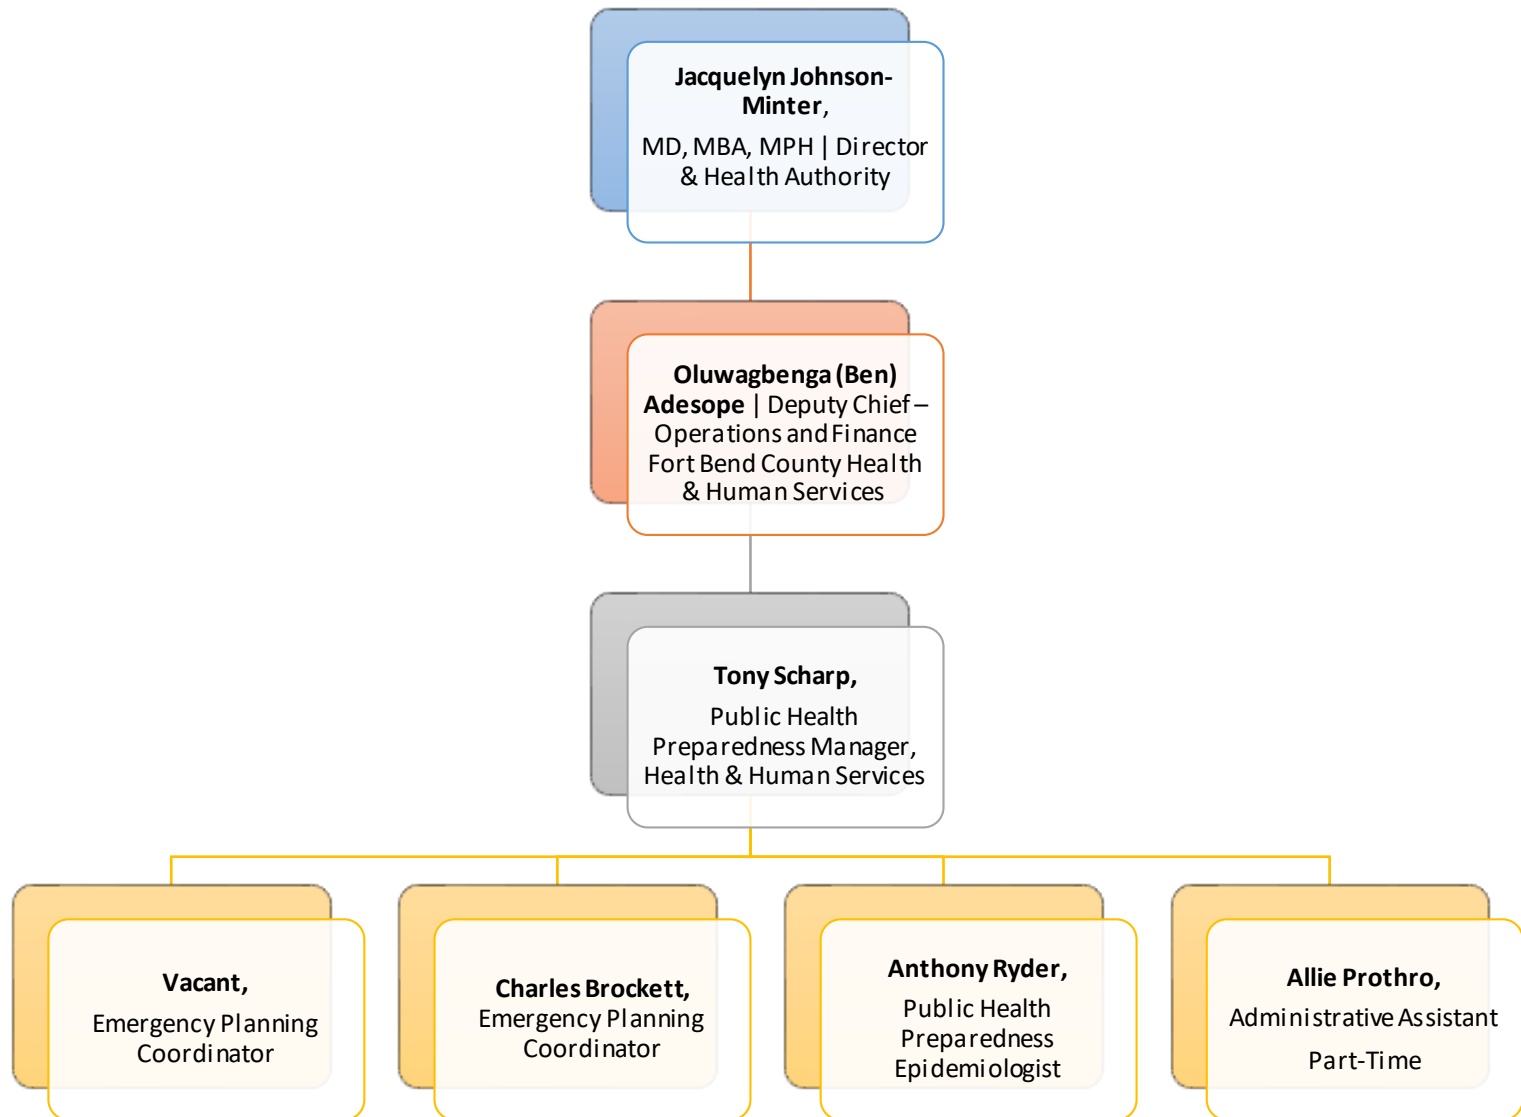 Jacquelyn Johnson-
Minter,
MD, MBA, MPH | Director
& Health Authority
Oluwagbenga (Ben)
Adesope | Deputy Chief –
Operations and Finance
Fort Bend County Health
& Human Services
Tony Scharp,
Public Health
Preparedness Manager,
Health & Human Services
Vacant,
Emergency Planning
Coordinator
Charles Brockett,
Emergency Planning
Coordinator
Anthony Ryder,
Public Health
Preparedness
Epidemiologist
Allie Prothro,
Administrative Assistant
Part-Time